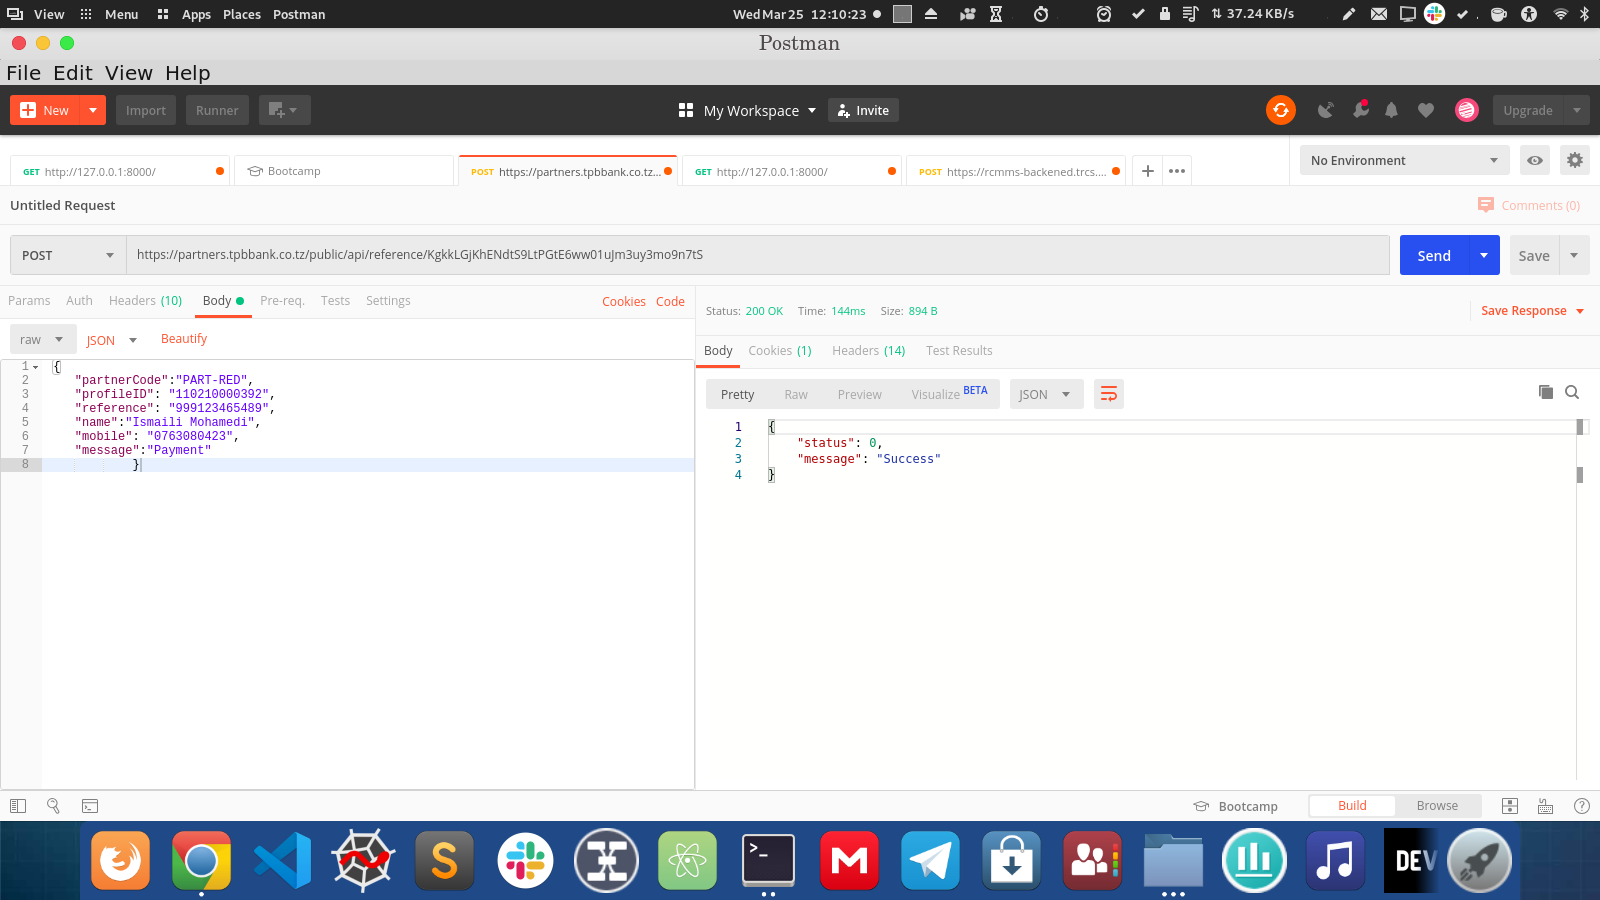 View Menu Apps Places Postman Wed Mar 25 12:10:23 37.24 KB/s
Postman
File Edit View Help
New Import Runner My Workspace Invite Upgrade
GET http://127.0.0.1:8000/ Bootcamp POST https://partners.tpbbank.co.tz... GET http://127.0.0.1:8000/ POST https://rcmms-backened.trcs.... No Environment
Untitled Request Comments (0)
POST https://partners.tpbbank.co.tz/public/api/reference/KgkkLGjKhENdtS9LtPGtE6ww01uJm3uy3mo9n7tS Send Save
Params Auth Headers (10) Body Pre-req. Tests Settings Cookies Code
Status: 200 OK Time: 144ms Size: 894 B Save Response
raw JSON Beautify
Body Cookies (1) Headers (14) Test Results
Pretty Raw Preview Visualize BETA JSON
1 {
2 "partnerCode":"PART-RED",
3 "profileID": "110210000392",
4 "reference": "999123465489",
5 "name":"Ismaili Mohamedi",
6 "mobile": "0763080423",
7 "message":"Payment"
8 }
1 {
2 "status": 0,
3 "message": "Success"
4 }
Bootcamp Build Browse
DEV